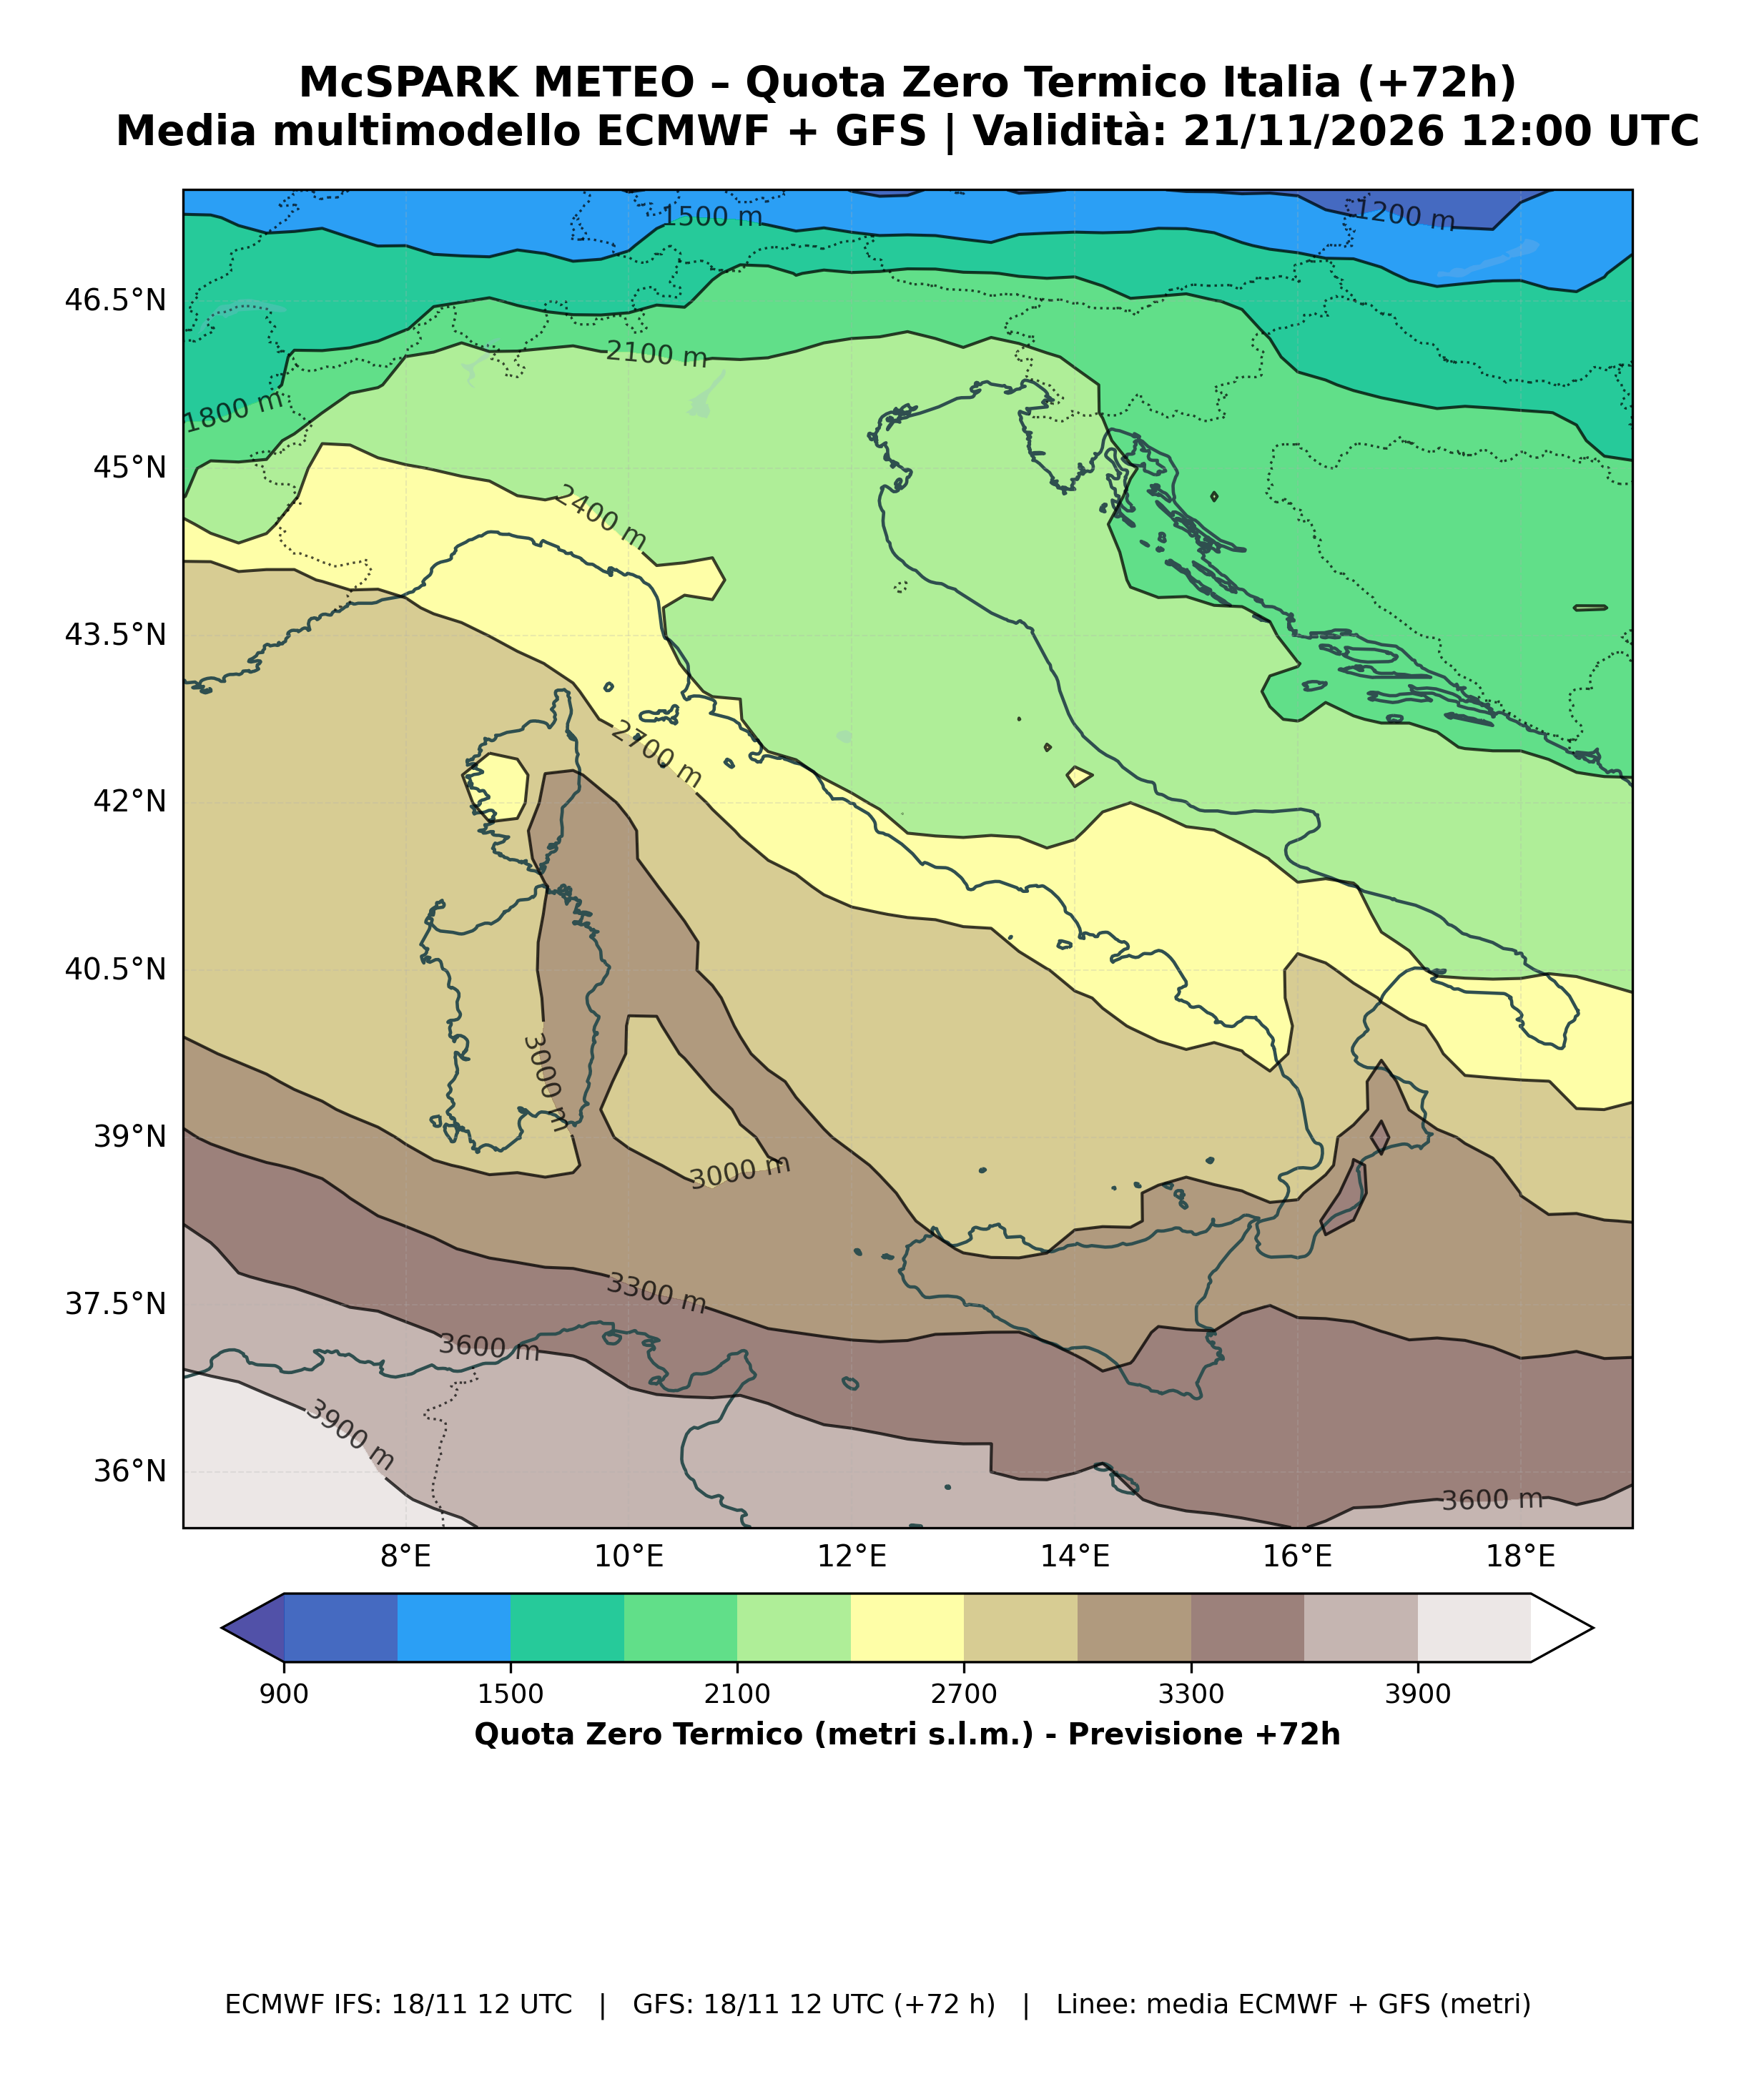 McSPARK METEO – Quota Zero Termico Italia (+72h)
Media multimodello ECMWF + GFS | Validità: 21/11/2026 12:00 UTC
1500 m
1200 m
46.5°N
2100 m
1800 m
45°N
2400 m
43.5°N
2700 m
42°N
40.5°N
3000 m
39°N
3000 m
3300 m
37.5°N
3600 m
3900 m
36°N
3600 m
8°E 10°E 12°E 14°E 16°E 18°E
900 1500 2100 2700 3300 3900
Quota Zero Termico (metri s.l.m.) - Previsione +72h
ECMWF IFS: 18/11 12 UTC | GFS: 18/11 12 UTC (+72 h) | Linee: media ECMWF + GFS (metri)